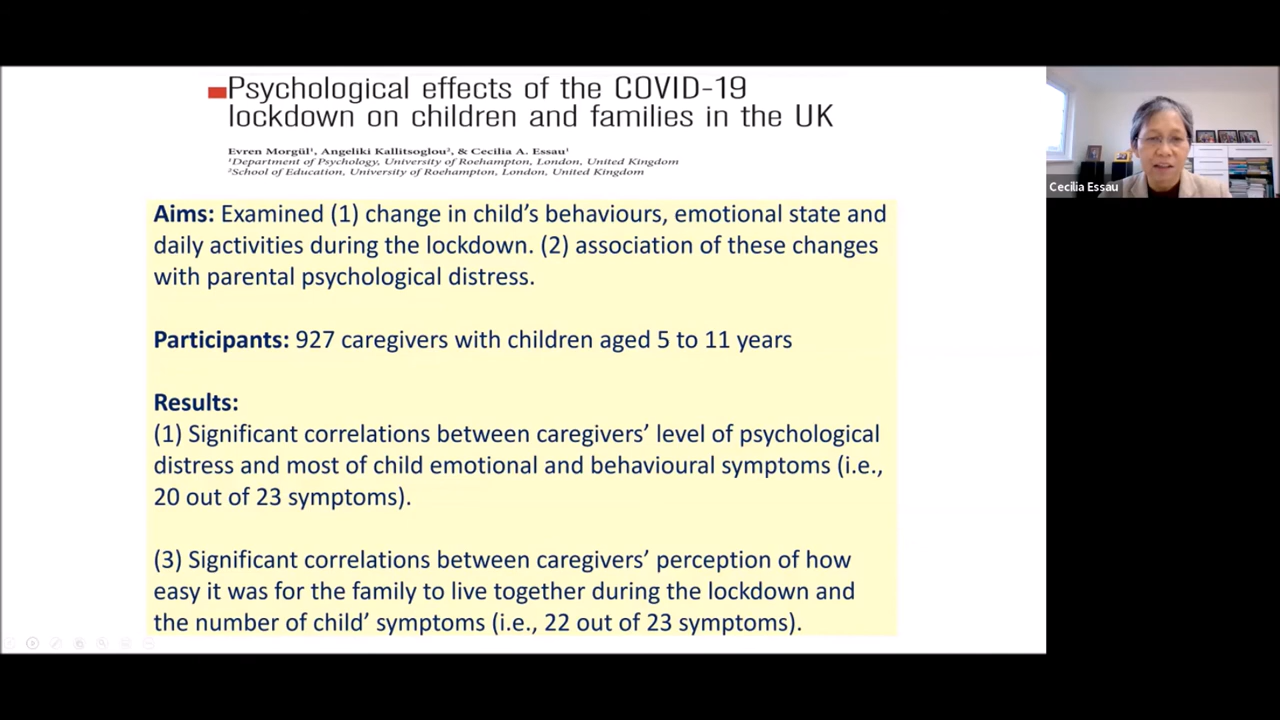 Psychological effects of the COVID-19
lockdown on children and families in the UK
Evren Morgül¹, Angeliki Kallitsoglou², & Cecilia A. Essau¹
¹Department of Psychology, University of Roehampton, London, United Kingdom
²School of Education, University of Roehampton, London, United Kingdom
Aims: Examined (1) change in child's behaviours, emotional state and
daily activities during the lockdown. (2) association of these changes
with parental psychological distress.
Participants: 927 caregivers with children aged 5 to 11 years
Results:
(1) Significant correlations between caregivers' level of psychological
distress and most of child emotional and behavioural symptoms (i.e.,
20 out of 23 symptoms).
(3) Significant correlations between caregivers' perception of how
easy it was for the family to live together during the lockdown and
the number of child' symptoms (i.e., 22 out of 23 symptoms).
Cecilia Essau